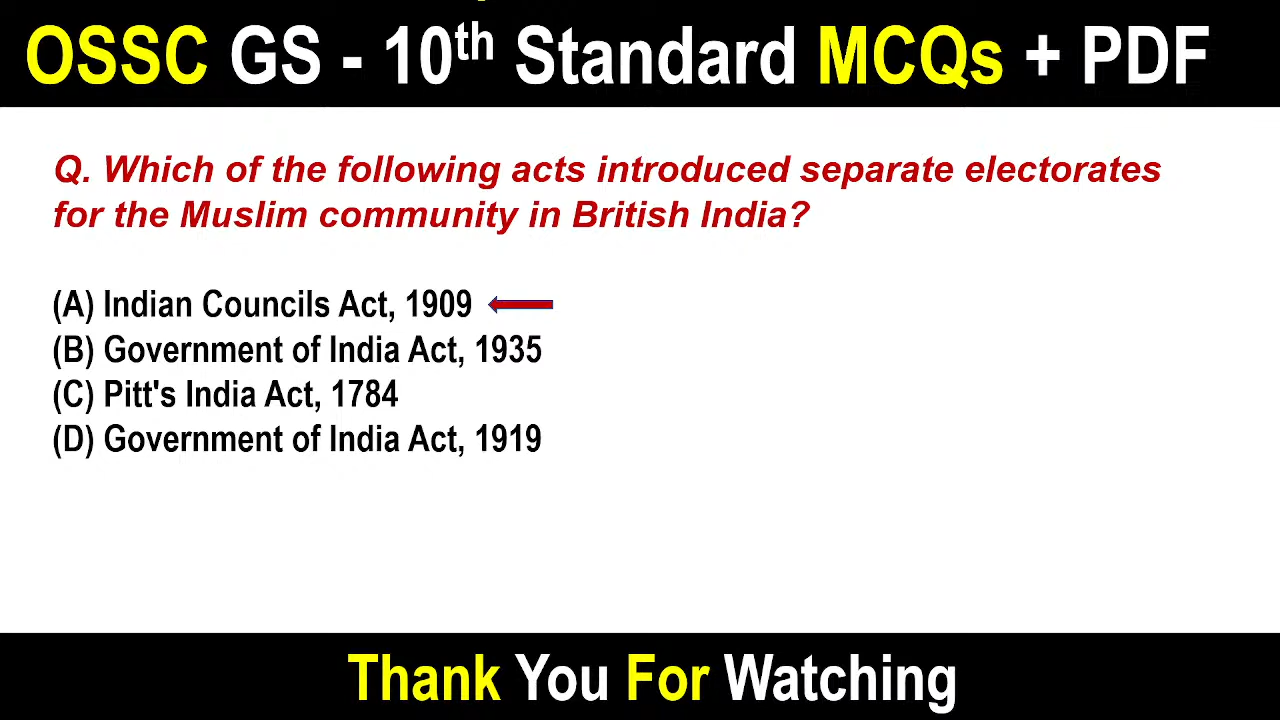 OSSC GS - 10th Standard MCQs + PDF
Q. Which of the following acts introduced separate electorates
for the Muslim community in British India?
(A) Indian Councils Act, 1909
(B) Government of India Act, 1935
(C) Pitt's India Act, 1784
(D) Government of India Act, 1919
Thank You For Watching